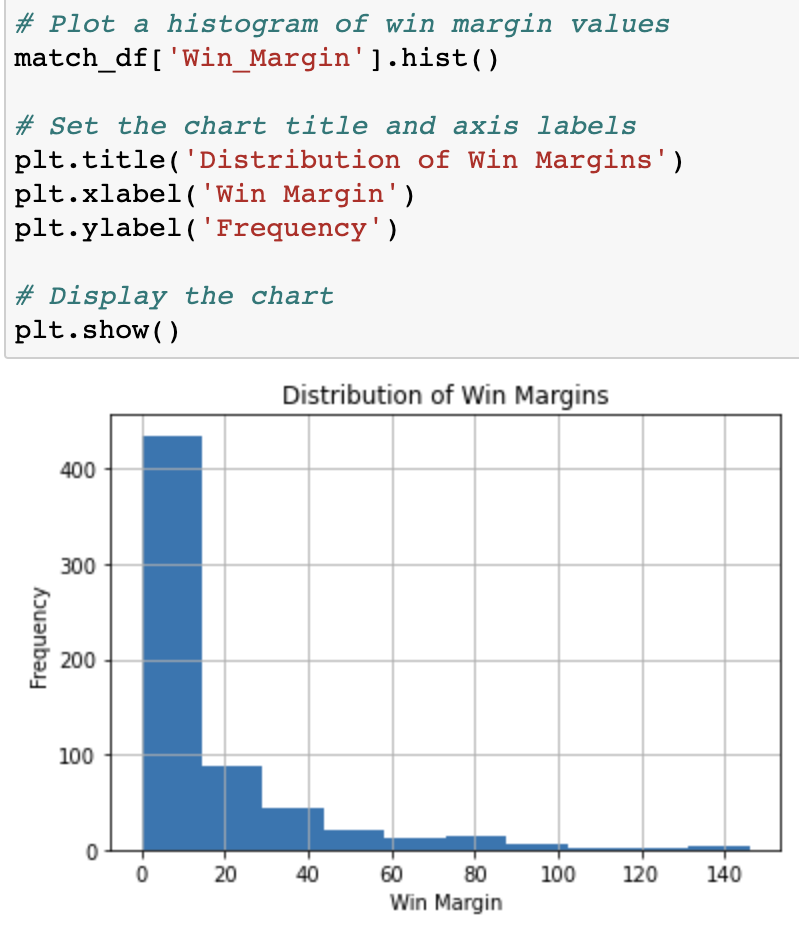 # Plot a histogram of win margin values
match_df['Win_Margin'].hist()
# Set the chart title and axis labels
plt.title('Distribution of Win Margins')
plt.xlabel('Win Margin')
plt.ylabel('Frequency')
# Display the chart
plt.show()
Distribution of Win Margins
Frequency
400
300
200
100
0
0 20 40 60 80 100 120 140
Win Margin